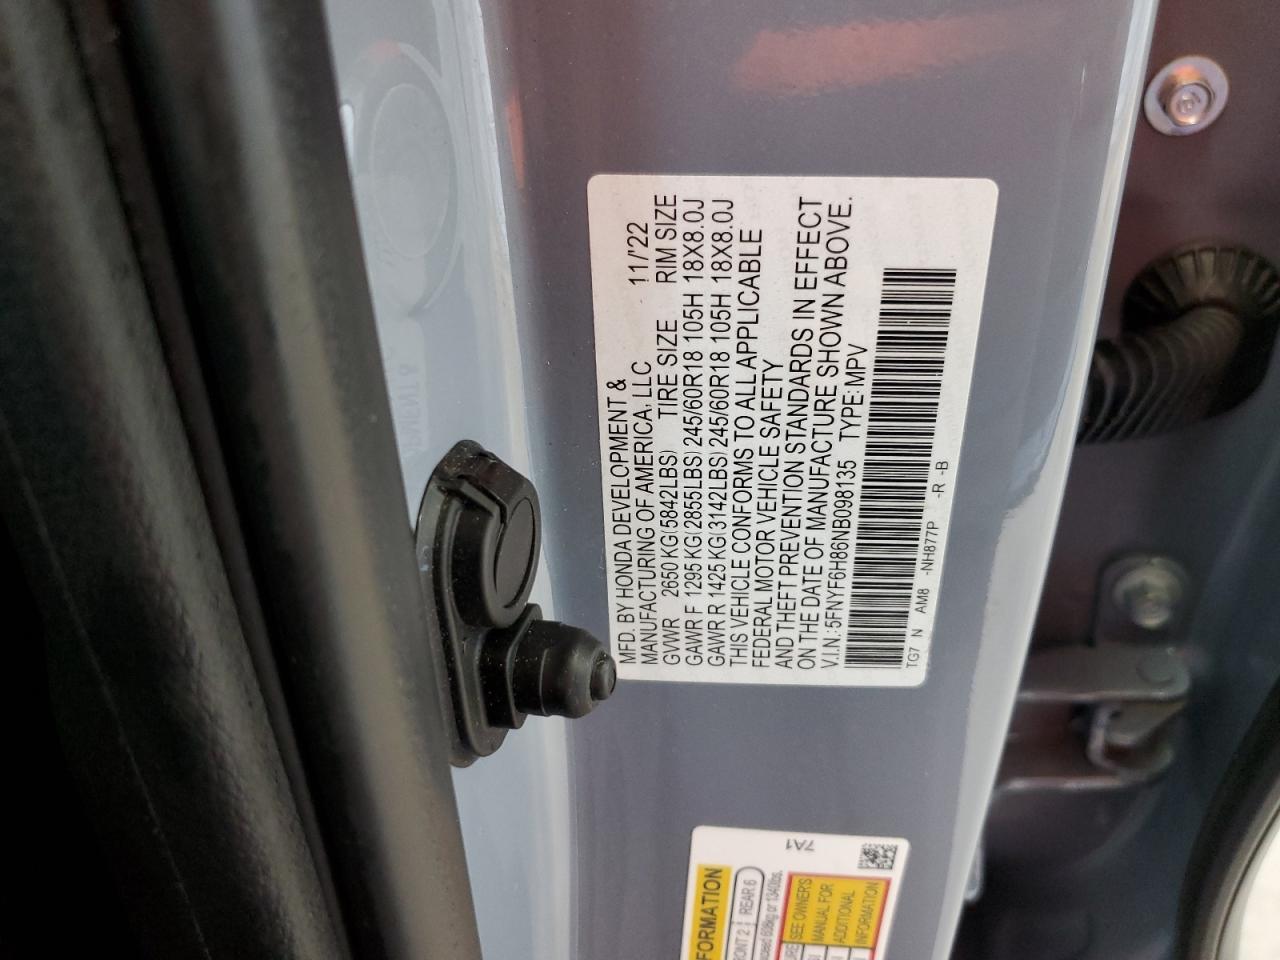 MFD. BY HONDA DEVELOPMENT &
MANUFACTURING OF AMERICA, LLC 11/'22
GVWR 2650 KG(5842LBS) TIRE SIZE RIM SIZE
GAWR F 1295 KG(2855LBS) 245/60R18 105H 18X8.0J
GAWR R 1425 KG(3142LBS) 245/60R18 105H 18X8.0J
THIS VEHICLE CONFORMS TO ALL APPLICABLE
FEDERAL MOTOR VEHICLE SAFETY
AND THEFT PREVENTION STANDARDS IN EFFECT
ON THE DATE OF MANUFACTURE SHOWN ABOVE.
V.I.N.:5FNYF6H86NB098135 TYPE:MPV
TG7 N AM8 -NH877P -R -B
7A1
REAR 6
or 1340lbs.
SEE OWNER'S
MANUAL FOR
ADDITIONAL
INFORMATION